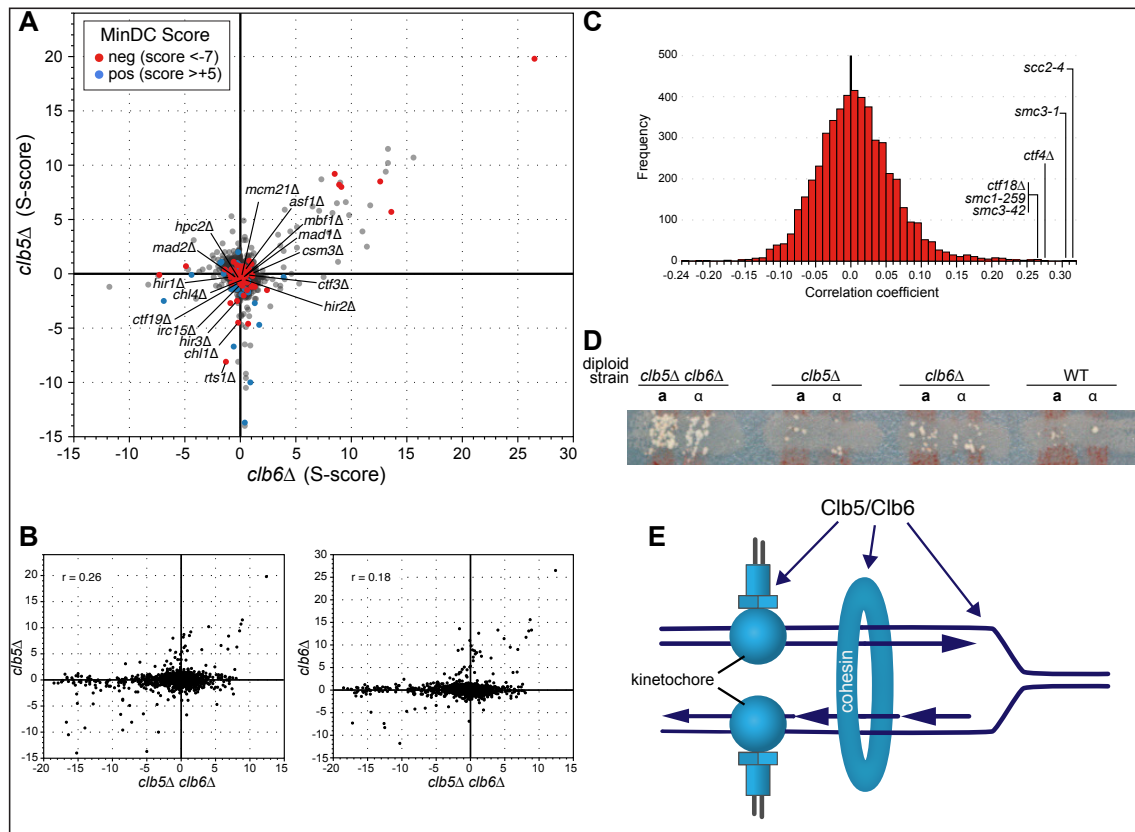 A
MinDC Score
neg (score <-7)
pos (score >+5)
20
15
10
5
0
-5
-10
-15
clb5Δ (S-score)
mcm21Δ
asf1Δ
mbf1Δ
mad1Δ
csm3Δ
hpc2Δ
mad2Δ
hir1Δ
chl4Δ
ctf19Δ
irc15Δ
hir3Δ
chl1Δ
rts1Δ
ctf3Δ
hir2Δ
-15 -10 -5 0 5 10 15 20 25 30
clb6Δ (S-score)
B
r = 0.26
clb5Δ
20
15
10
5
0
-5
-10
-15
-20 -15 -10 -5 0 5 10 15
clb5Δ clb6Δ
r = 0.18
clb6Δ
30
25
20
15
10
5
0
-5
-10
-15
-20 -15 -10 -5 0 5 10 15
clb5Δ clb6Δ
C
500
400
300
200
100
0
Frequency
scc2-4
smc3-1
ctf4Δ
ctf18Δ
smc1-259
smc3-42
-0.24 -0.20 -0.15 -0.10 -0.05 0.0 0.05 0.10 0.15 0.20 0.25 0.30
Correlation coefficient
D
diploid
strain
clb5Δ clb6Δ clb5Δ clb6Δ WT
a α a α a α a α
E
Clb5/Clb6
kinetochore
cohesin